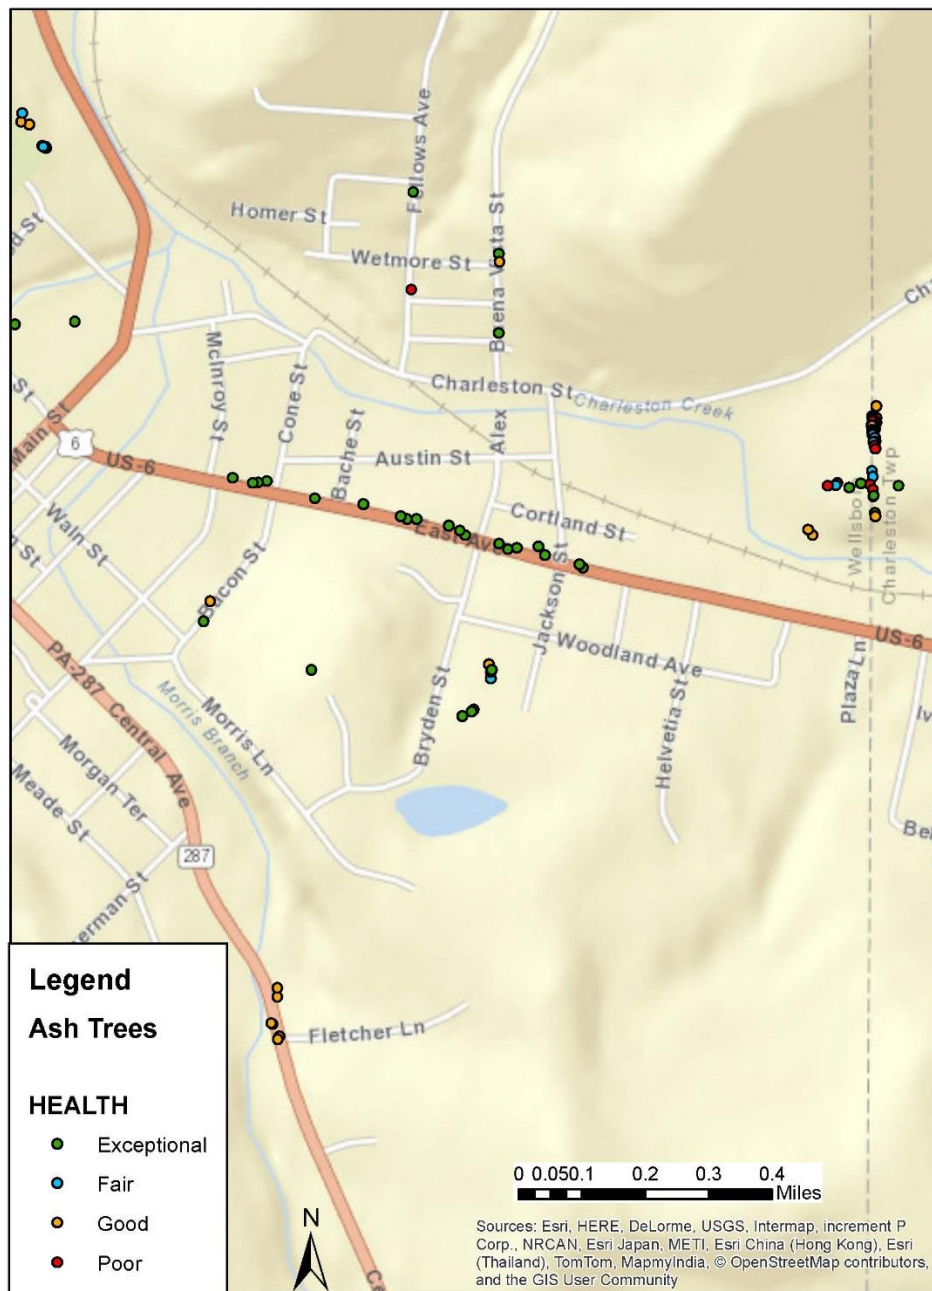 Fellows Ave
Homer St
Buena Vista St
Wetmore St
McInroy St
Cone St
Charleston St
Charleston Creek
6
Main St
US-6
Bache St
Alex
Austin St
Waln St
Cortland St
East Ave
Wellsboro
Charleston Twp
Bacon St
Jackson St
US-6
Woodland Ave
PA-287
Central Ave
Morris Branch
Morris Ln
Bryden St
Helvetia St
Plaza Ln
Morgan Ter
Meade St
287
Fletcher Ln
Legend
Ash Trees
HEALTH
Exceptional
Fair
Good
Poor
N
0 0.050.1 0.2 0.3 0.4
Miles
Sources: Esri, HERE, DeLorme, USGS, Intermap, increment P
Corp., NRCAN, Esri Japan, METI, Esri China (Hong Kong), Esri
(Thailand), TomTom, MapmyIndia, © OpenStreetMap contributors,
and the GIS User Community